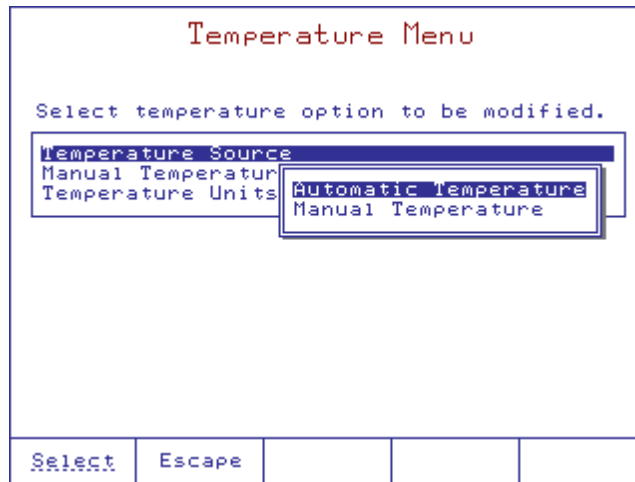 Temperature Menu
Select temperature option to be modified.
Temperature Source
Manual Temperatur
Temperature Units
Automatic Temperature
Manual Temperature
Select
Escape